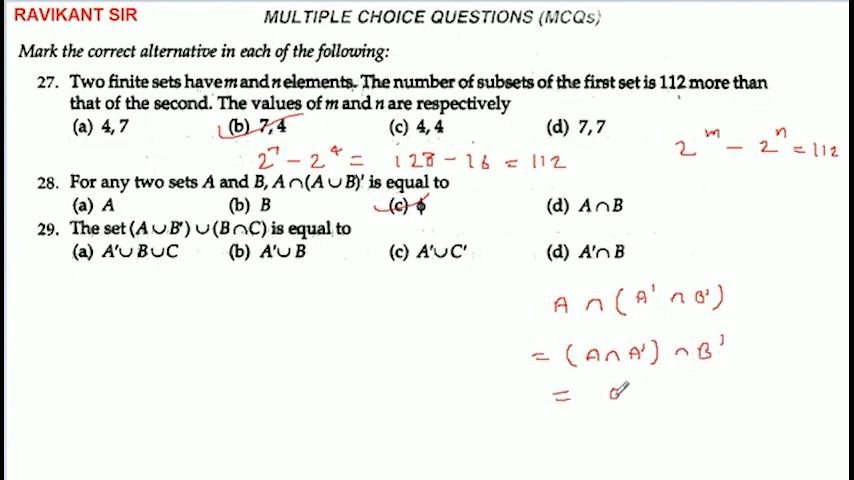 RAVIKANT SIR
MULTIPLE CHOICE QUESTIONS (MCQs)
Mark the correct alternative in each of the following:
27. Two finite sets have m and n elements. The number of subsets of the first set is 112 more than
that of the second. The values of m and n are respectively
(a) 4, 7 (b) 7, 4 (c) 4, 4 (d) 7, 7
2^m - 2^n = 112
2^7 - 2^4 = 128 - 16 = 112
28. For any two sets A and B, A ∩ (A ∪ B)' is equal to
(a) A (b) B (c) ϕ (d) A ∩ B
29. The set (A ∪ B') ∪ (B ∩ C) is equal to
(a) A' ∪ B ∪ C (b) A' ∪ B (c) A' ∪ C' (d) A' ∩ B
A ∩ (A' ∩ B')
= (A ∩ A') ∩ B'
=